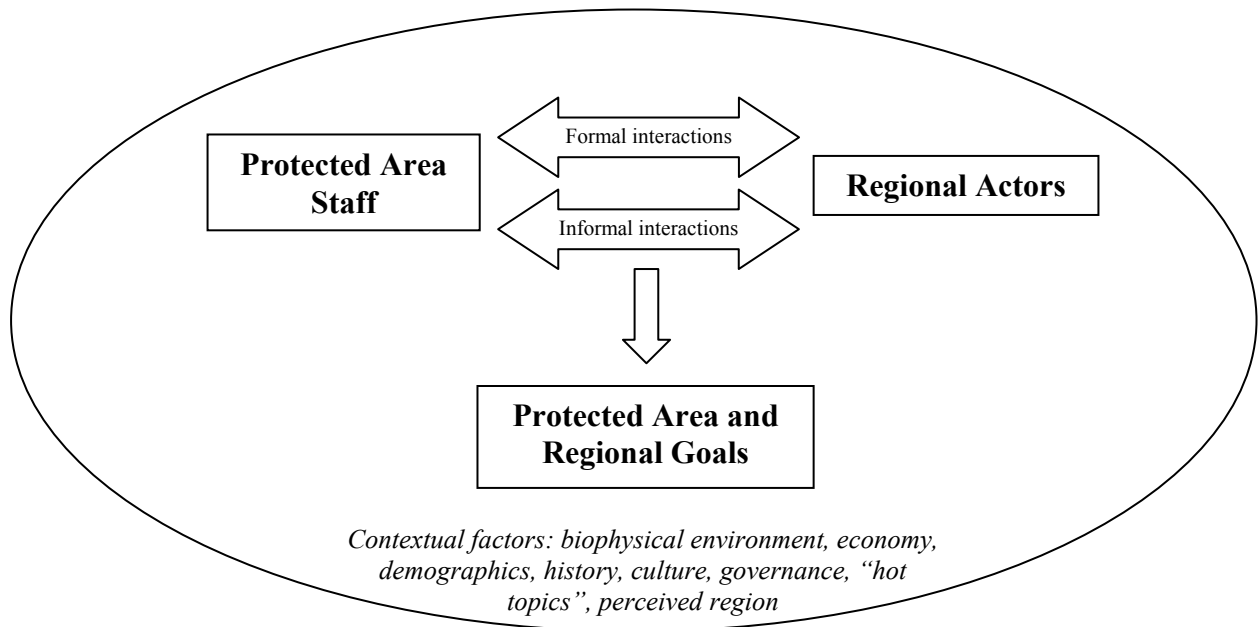 Formal interactions
Protected Area
Staff
Regional Actors
Informal interactions
Protected Area and
Regional Goals
Contextual factors: biophysical environment, economy,
demographics, history, culture, governance, “hot
topics”, perceived region